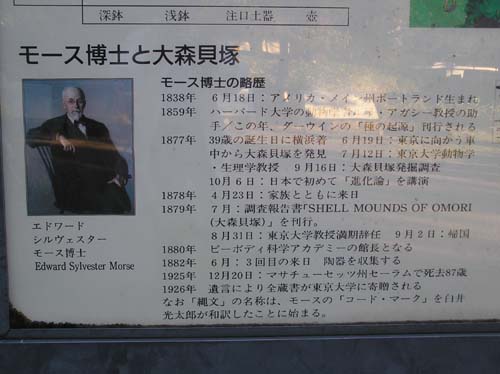 深鉢 浅鉢 注口土器 壺
モース博士と大森貝塚
モース博士の略歴
1838年 6月18日：アメリカ・メイン州ポートランド生まれ
1859年 ハーバード大学の動物 ・アガシー教授の助
手／この年、ダーウインの「種の起源」刊行される
1877年 39歳の誕生日に横浜着 6月19日：東京に向かう車
中から大森貝塚を発見 7月12日：東京大学動物学
・生理学教授 9月16日：大森貝塚発掘調査
10月6日：日本で初めて「進化論」を講演
1878年 4月23日：家族とともに来日
1879年 7月：調査報告書「SHELL MOUNDS OF OMORI
（大森貝塚）」を刊行。
8月31日：東京大学教授満期辞任 9月2日：帰国
1880年 ピーボディ科学アカデミーの館長となる
1882年 6月：3回目の来日 陶器を収集する
1925年 12月20日：マサチューセッツ州セーラムで死去87歳
1926年 遺言により全蔵書が東京大学に寄贈される
なお「縄文」の名称は、モースの「コード・マーク」を白井
光太郎が和訳したことに始まる。
エドワード
シルヴェスター
モース博士
Edward Sylvester Morse